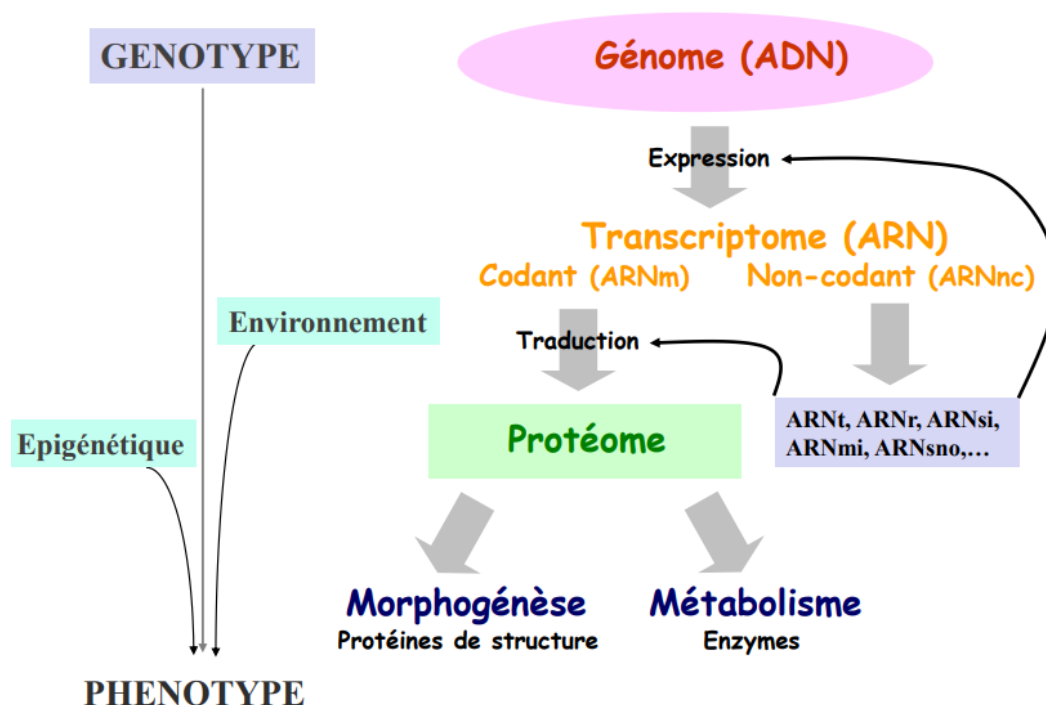 GENOTYPE
Génome (ADN)
Expression
Transcriptome (ARN)
Codant (ARNm)
Non-codant (ARNnc)
Environnement
Traduction
ARNt, ARNr, ARNsi,
ARNmi, ARNsno,...
Epigénétique
Protéome
Morphogénèse
Protéines de structure
Métabolisme
Enzymes
PHENOTYPE